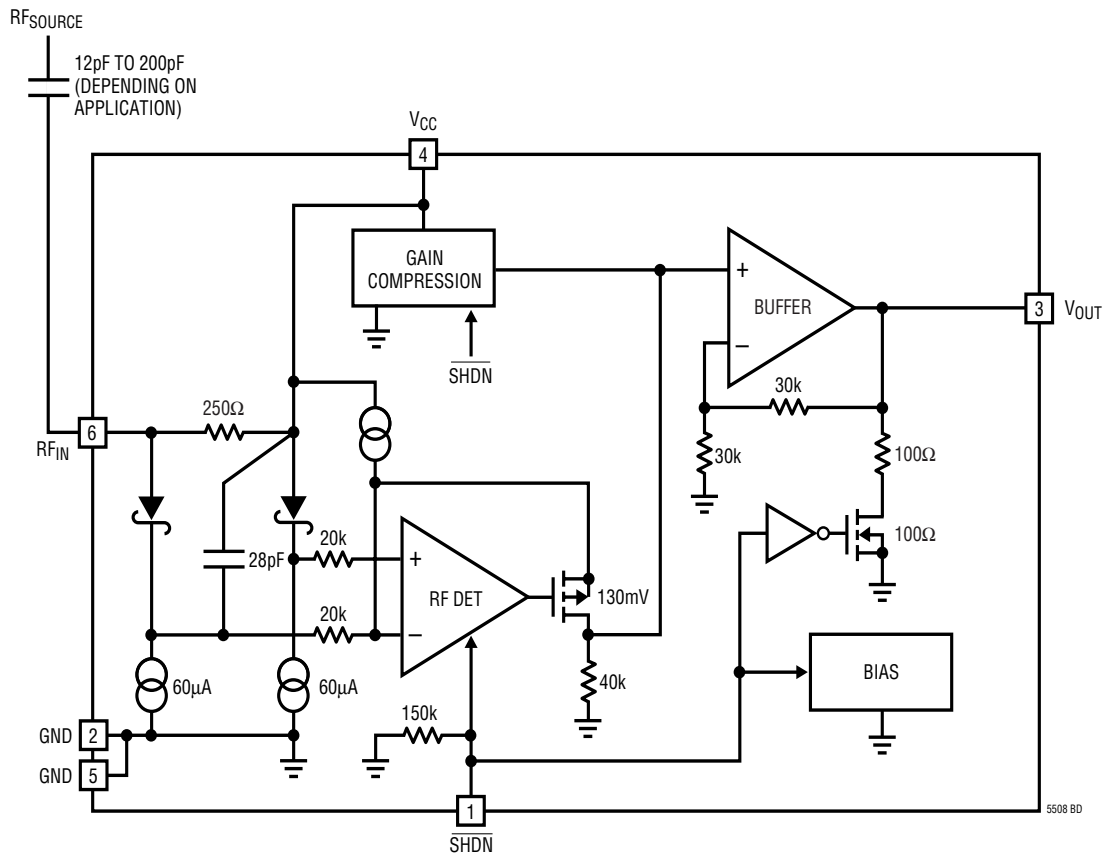 RFSOURCE
12pF TO 200pF
(DEPENDING ON
APPLICATION)
VCC
4
GAIN
COMPRESSION
SHDN
+
BUFFER
−
3
VOUT
30k
30k
100Ω
100Ω
250Ω
6
RFIN
28pF
20k
+
RF DET
20k
−
130mV
40k
60µA
60µA
BIAS
150k
GND
2
GND
5
1
SHDN
5508 BD